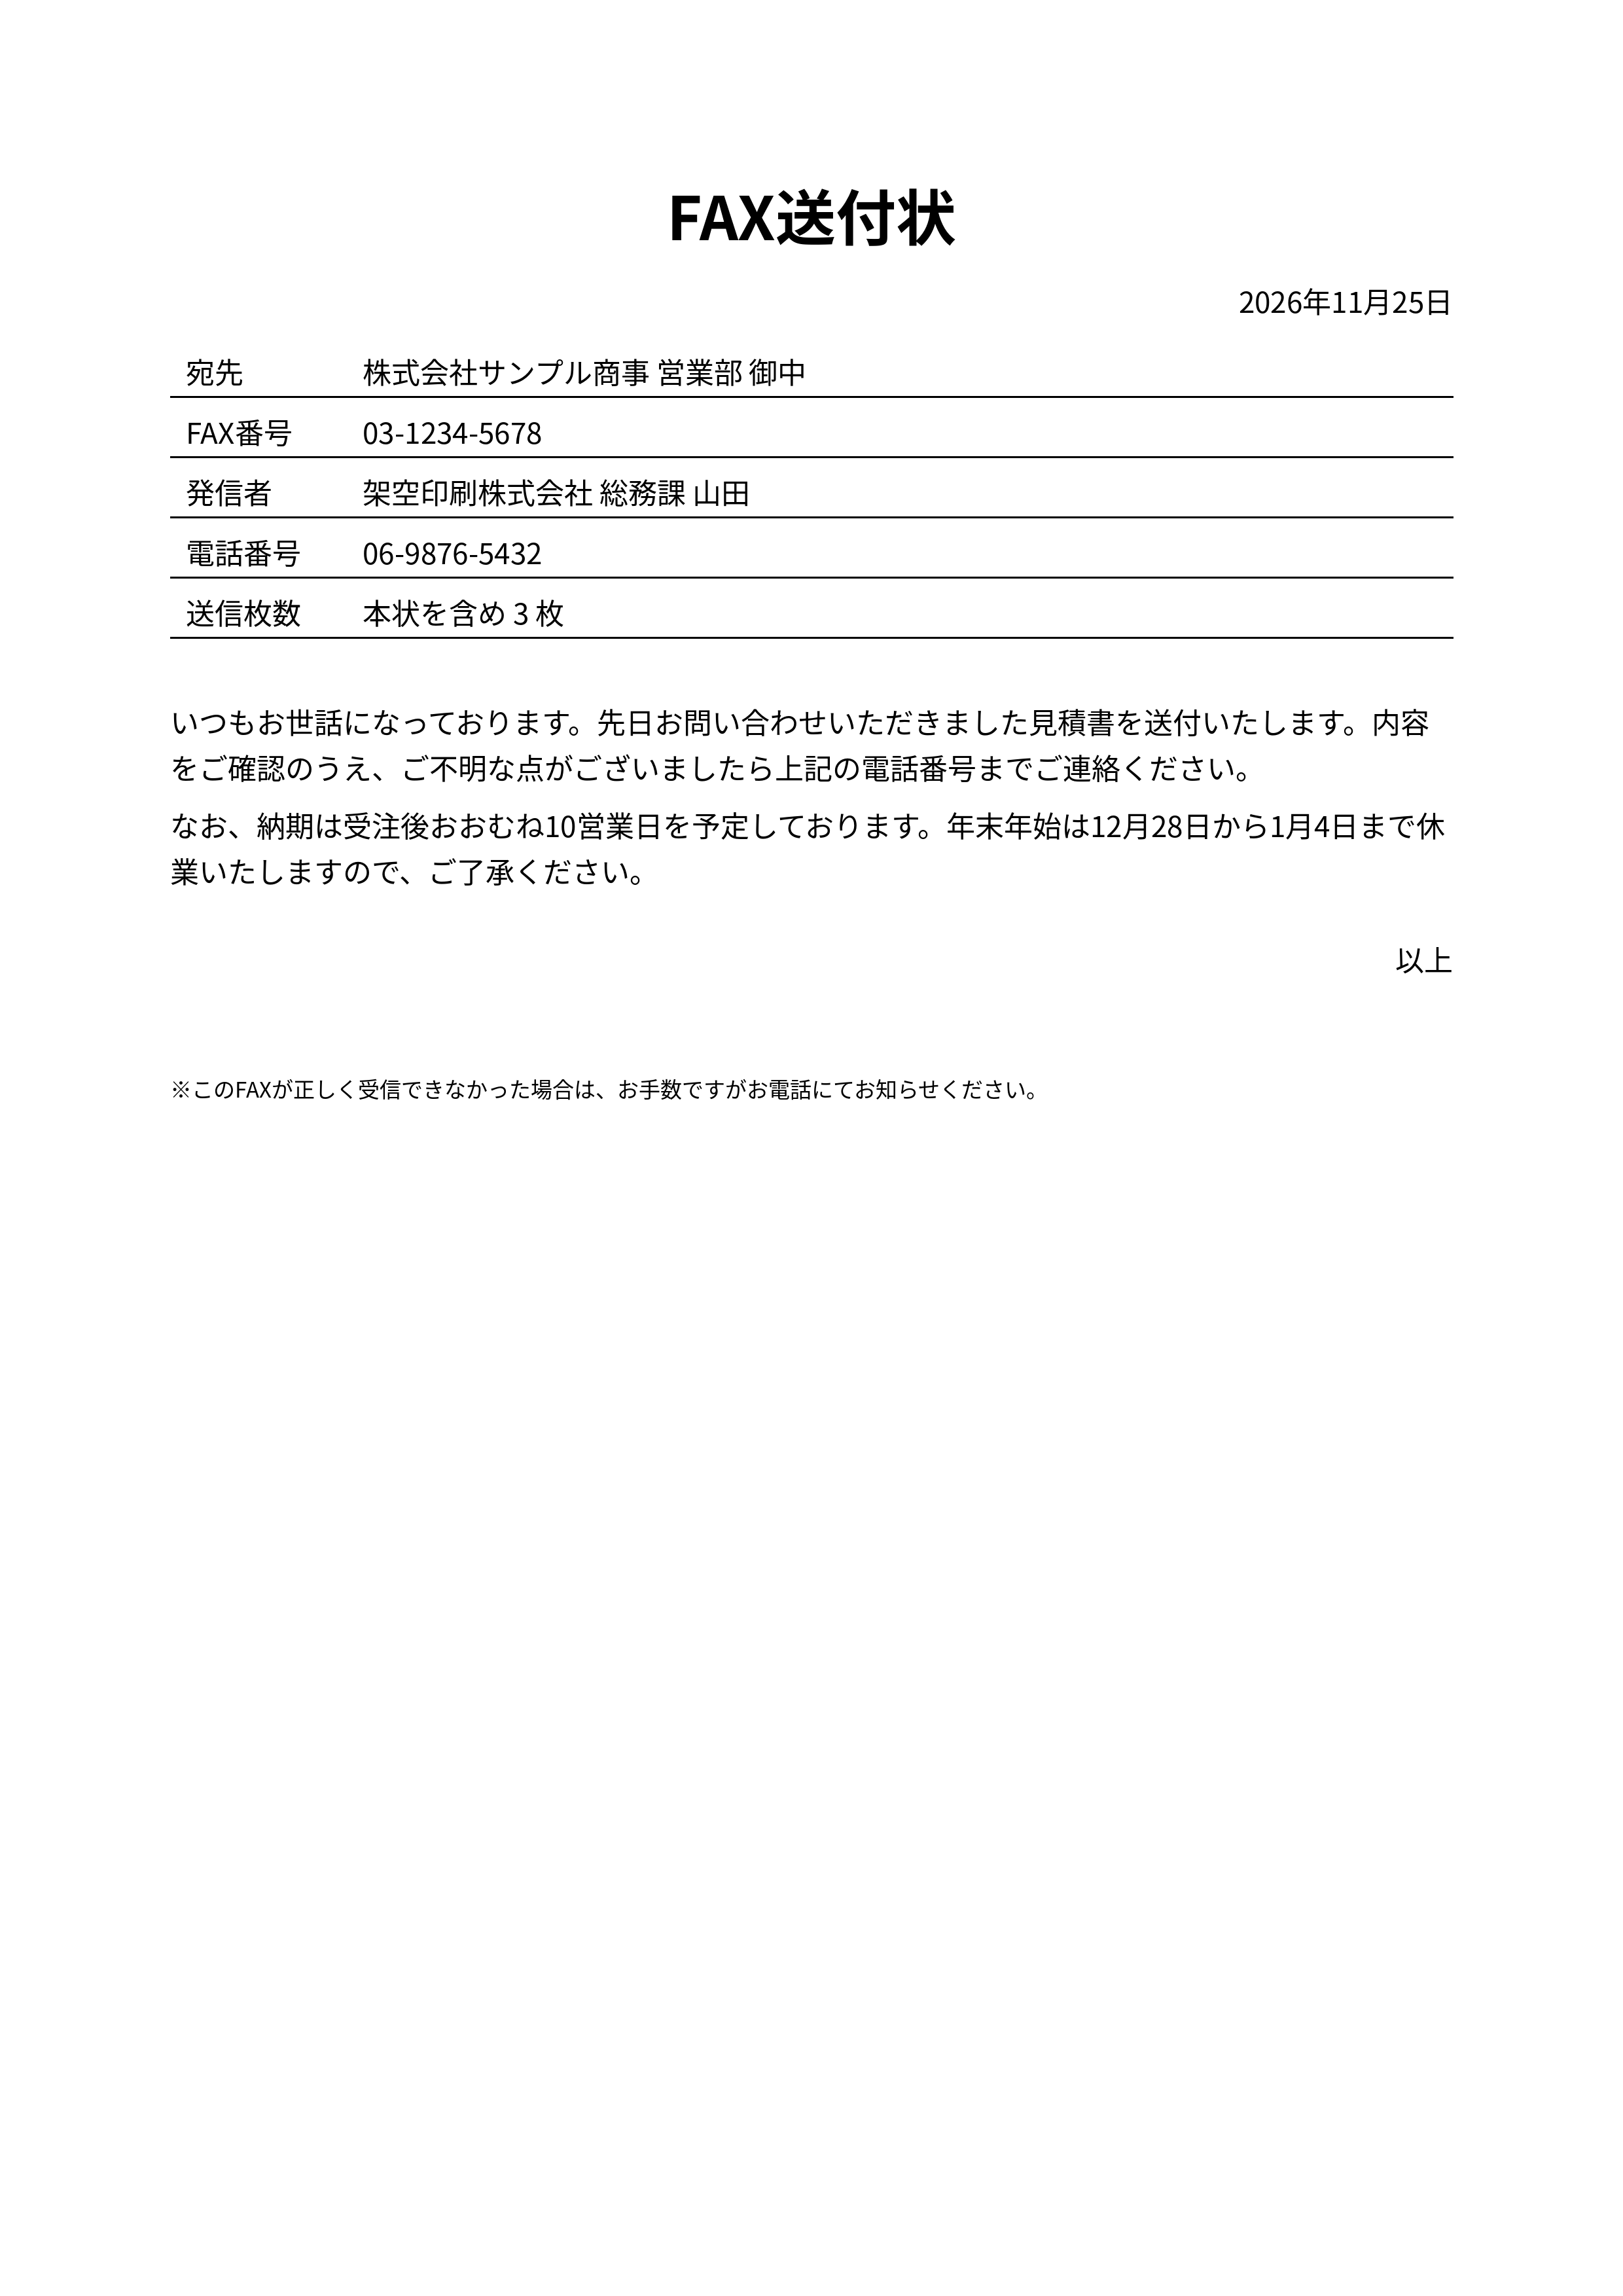 FAX送付状
2026年11月25日
宛先 株式会社サンプル商事 営業部 御中
FAX番号 03-1234-5678
発信者 架空印刷株式会社 総務課 山田
電話番号 06-9876-5432
送信枚数 本状を含め 3 枚
いつもお世話になっております。先日お問い合わせいただきました見積書を送付いたします。内容
をご確認のうえ、ご不明な点がございましたら上記の電話番号までご連絡ください。
なお、納期は受注後おおむね10営業日を予定しております。年末年始は12月28日から1月4日まで休
業いたしますので、ご了承ください。
以上
※このFAXが正しく受信できなかった場合は、お手数ですがお電話にてお知らせください。